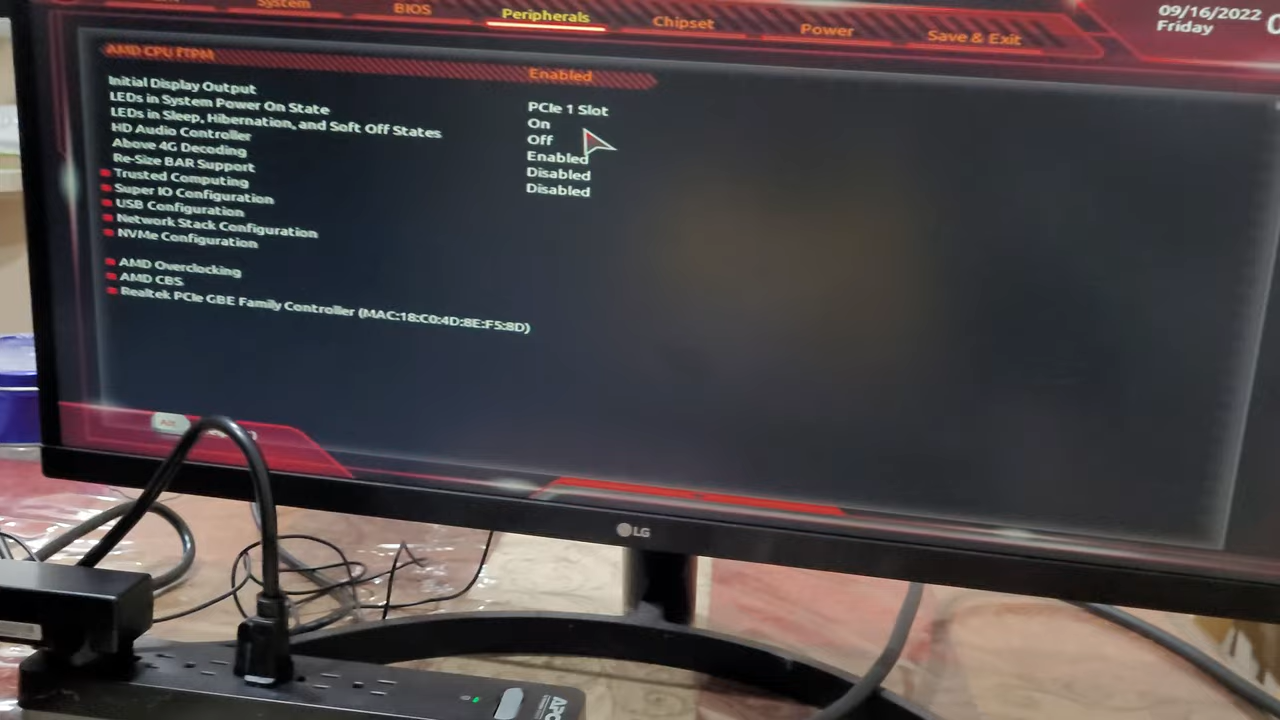 System BIOS Peripherals Chipset Power Save & Exit
09/16/2022
Friday
AMD CPU fTPM Enabled
Initial Display Output PCIe 1 Slot
LEDs in System Power On State On
LEDs in Sleep, Hibernation, and Soft Off States Off
HD Audio Controller Enabled
Above 4G Decoding Disabled
Re-Size BAR Support Disabled
Trusted Computing
Super IO Configuration
USB Configuration
Network Stack Configuration
NVMe Configuration
AMD Overclocking
AMD CBS
Realtek PCIe GBE Family Controller (MAC:18:C0:4D:8E:F5:8D)
LG
APC